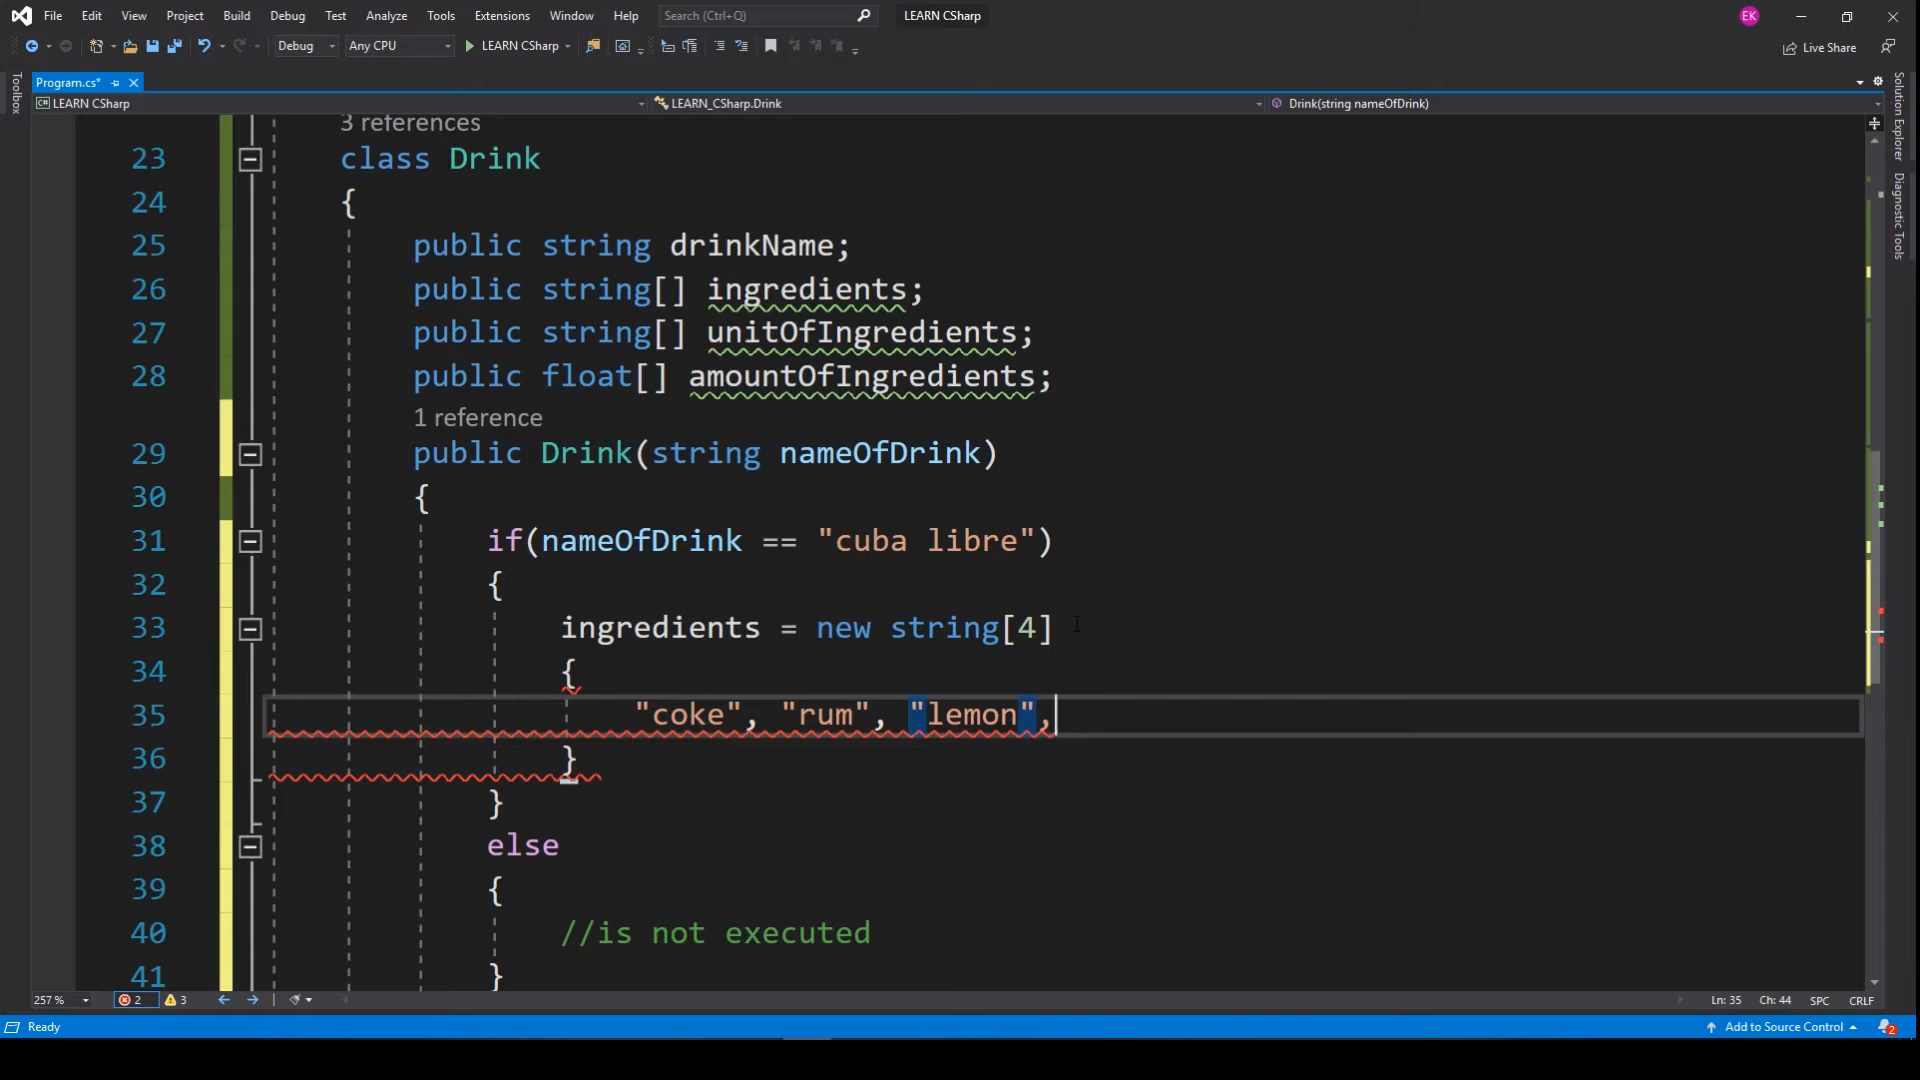 File Edit View Project Build Debug Test Analyze Tools Extensions Window Help Search (Ctrl+Q) LEARN CSharp EK
Debug Any CPU LEARN CSharp Live Share
Program.cs*
LEARN CSharp LEARN_CSharp.Drink Drink(string nameOfDrink)
Toolbox
Solution Explorer
Diagnostic Tools
3 references
23 class Drink
24 {
25 public string drinkName;
26 public string[] ingredients;
27 public string[] unitOfIngredients;
28 public float[] amountOfIngredients;
1 reference
29 public Drink(string nameOfDrink)
30 {
31 if(nameOfDrink == "cuba libre")
32 {
33 ingredients = new string[4]
34 {
35 "coke", "rum", "lemon",
36 }
37 }
38 else
39 {
40 //is not executed
41 }
257 % 2 3 Ln: 35 Ch: 44 SPC CRLF
Ready Add to Source Control 2